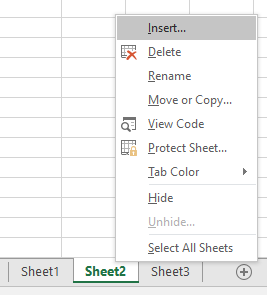 Insert...
Delete
Rename
Move or Copy...
View Code
Protect Sheet...
Tab Color
Hide
Unhide...
Select All Sheets
Sheet1 Sheet2 Sheet3